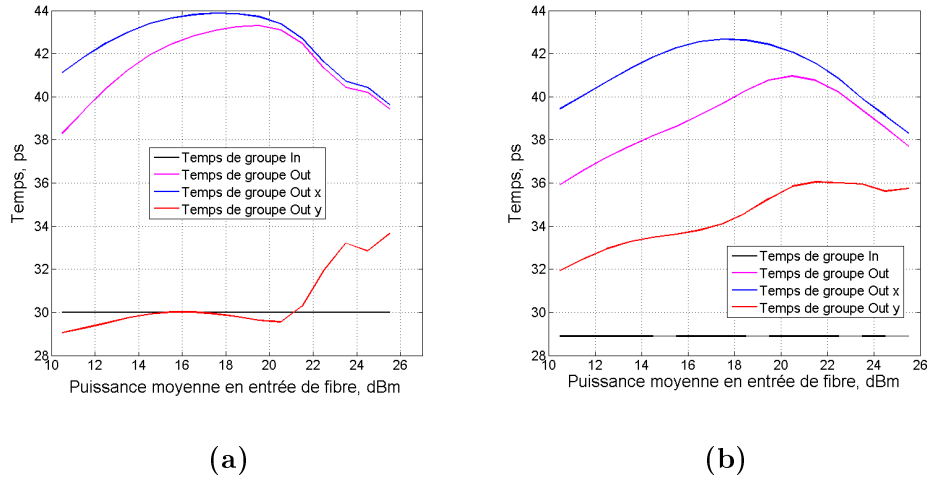 44
42
40
38
36
34
32
30
28
Temps, ps
Temps de groupe In
Temps de groupe Out
Temps de groupe Out x
Temps de groupe Out y
10 12 14 16 18 20 22 24 26
Puissance moyenne en entrée de fibre, dBm
(a)
44
42
40
38
36
34
32
30
28
Temps, ps
Temps de groupe In
Temps de groupe Out
Temps de groupe Out x
Temps de groupe Out y
10 12 14 16 18 20 22 24 26
Puissance moyenne en entrée de fibre, dBm
(b)